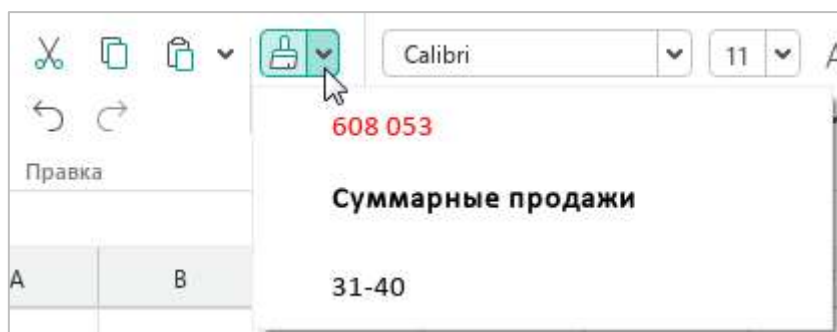 Calibri
11
608 053
Правка
Суммарные продажи
A
B
31-40